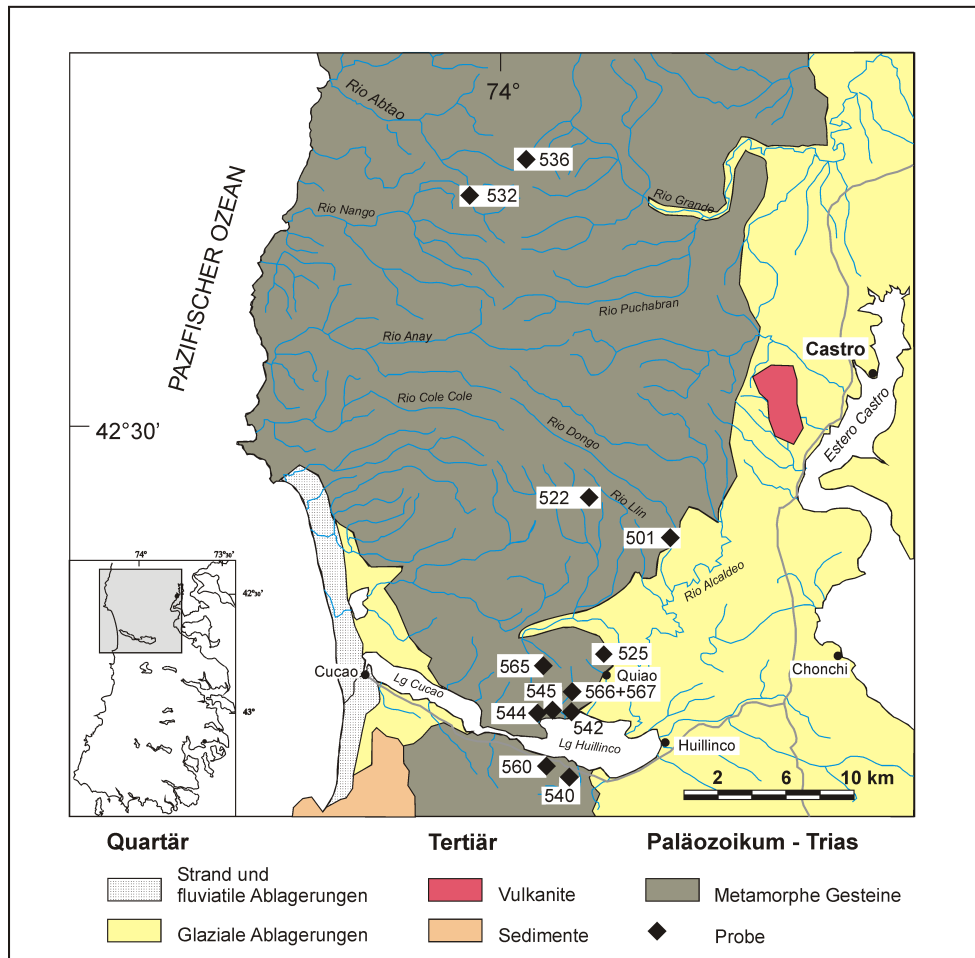 74°
Rio Abtao
536
532
Rio Grande
Rio Nango
PAZIFISCHER OZEAN
Rio Puchabran
Rio Anay
Castro
Rio Cole Cole
42°30'
Rio Dongo
Estero Castro
522
Rio Llin
501
Rio Alcaldeo
74°
73°30'
42°30'
43°
525
565
Quiao
Chonchi
Cucao
Lg Cucao
545
566+567
544
542
Lg Huillinco
Huillinco
560
540
2 6 10 km
Quartär
Tertiär
Paläozoikum - Trias
Strand und
fluviatile Ablagerungen
Vulkanite
Metamorphe Gesteine
Glaziale Ablagerungen
Sedimente
Probe